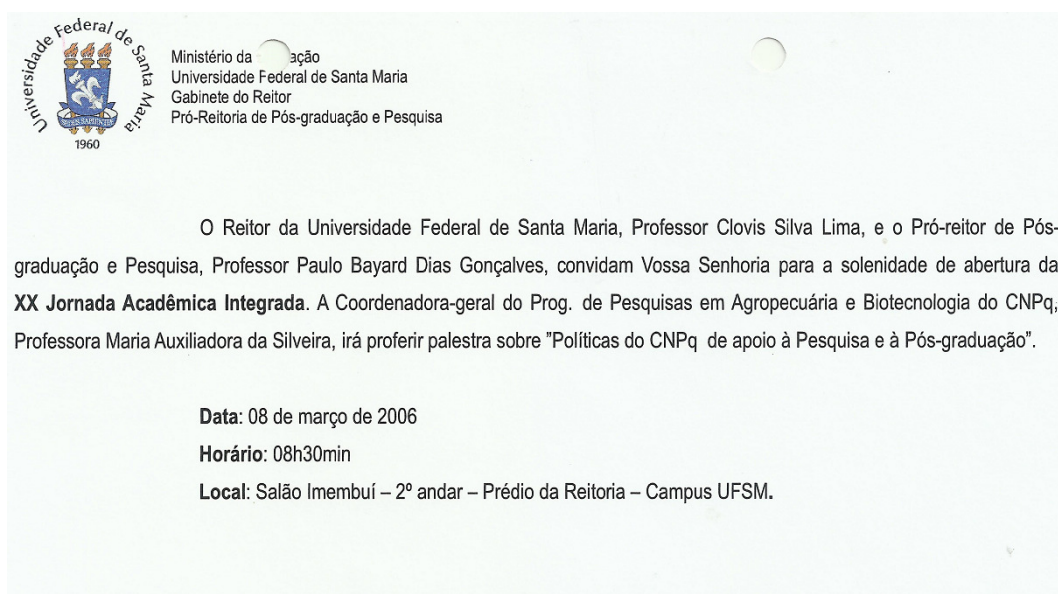 Universidade Federal de Santa Maria
SEDES SAPIENTIAE
1960
Ministério da ação
Universidade Federal de Santa Maria
Gabinete do Reitor
Pró-Reitoria de Pós-graduação e Pesquisa
O Reitor da Universidade Federal de Santa Maria, Professor Clovis Silva Lima, e o Pró-reitor de Pós-
graduação e Pesquisa, Professor Paulo Bayard Dias Gonçalves, convidam Vossa Senhoria para a solenidade de abertura da
XX Jornada Acadêmica Integrada. A Coordenadora-geral do Prog. de Pesquisas em Agropecuária e Biotecnologia do CNPq,
Professora Maria Auxiliadora da Silveira, irá proferir palestra sobre ”Políticas do CNPq de apoio à Pesquisa e à Pós-graduação”.
Data: 08 de março de 2006
Horário: 08h30min
Local: Salão Imembuí – 2º andar – Prédio da Reitoria – Campus UFSM.